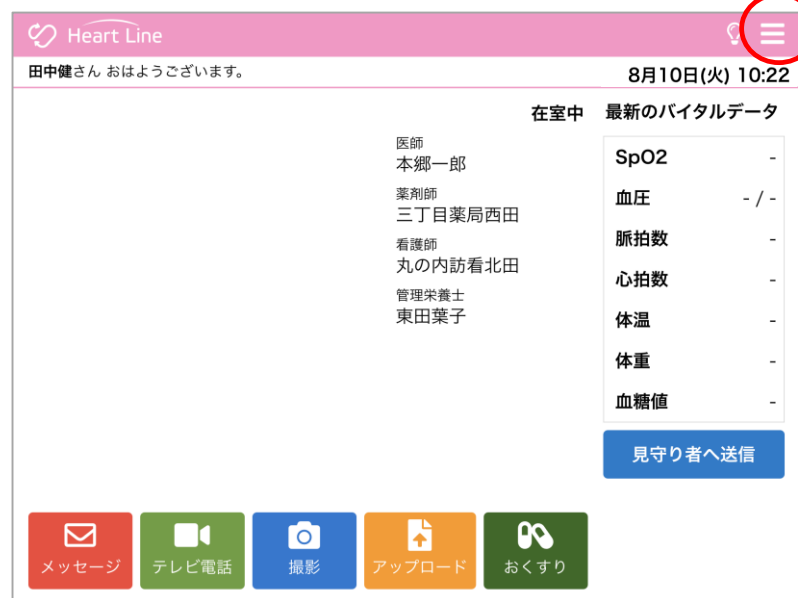 Heart Line
田中健さん おはようございます。
8月10日(火) 10:22
在室中
医師
本郷一郎
薬剤師
三丁目薬局西田
看護師
丸の内訪看北田
管理栄養士
東田葉子
最新のバイタルデータ
SpO2 -
血圧 - / -
脈拍数 -
心拍数 -
体温 -
体重 -
血糖値 -
見守り者へ送信
メッセージ
テレビ電話
撮影
アップロード
おくすり